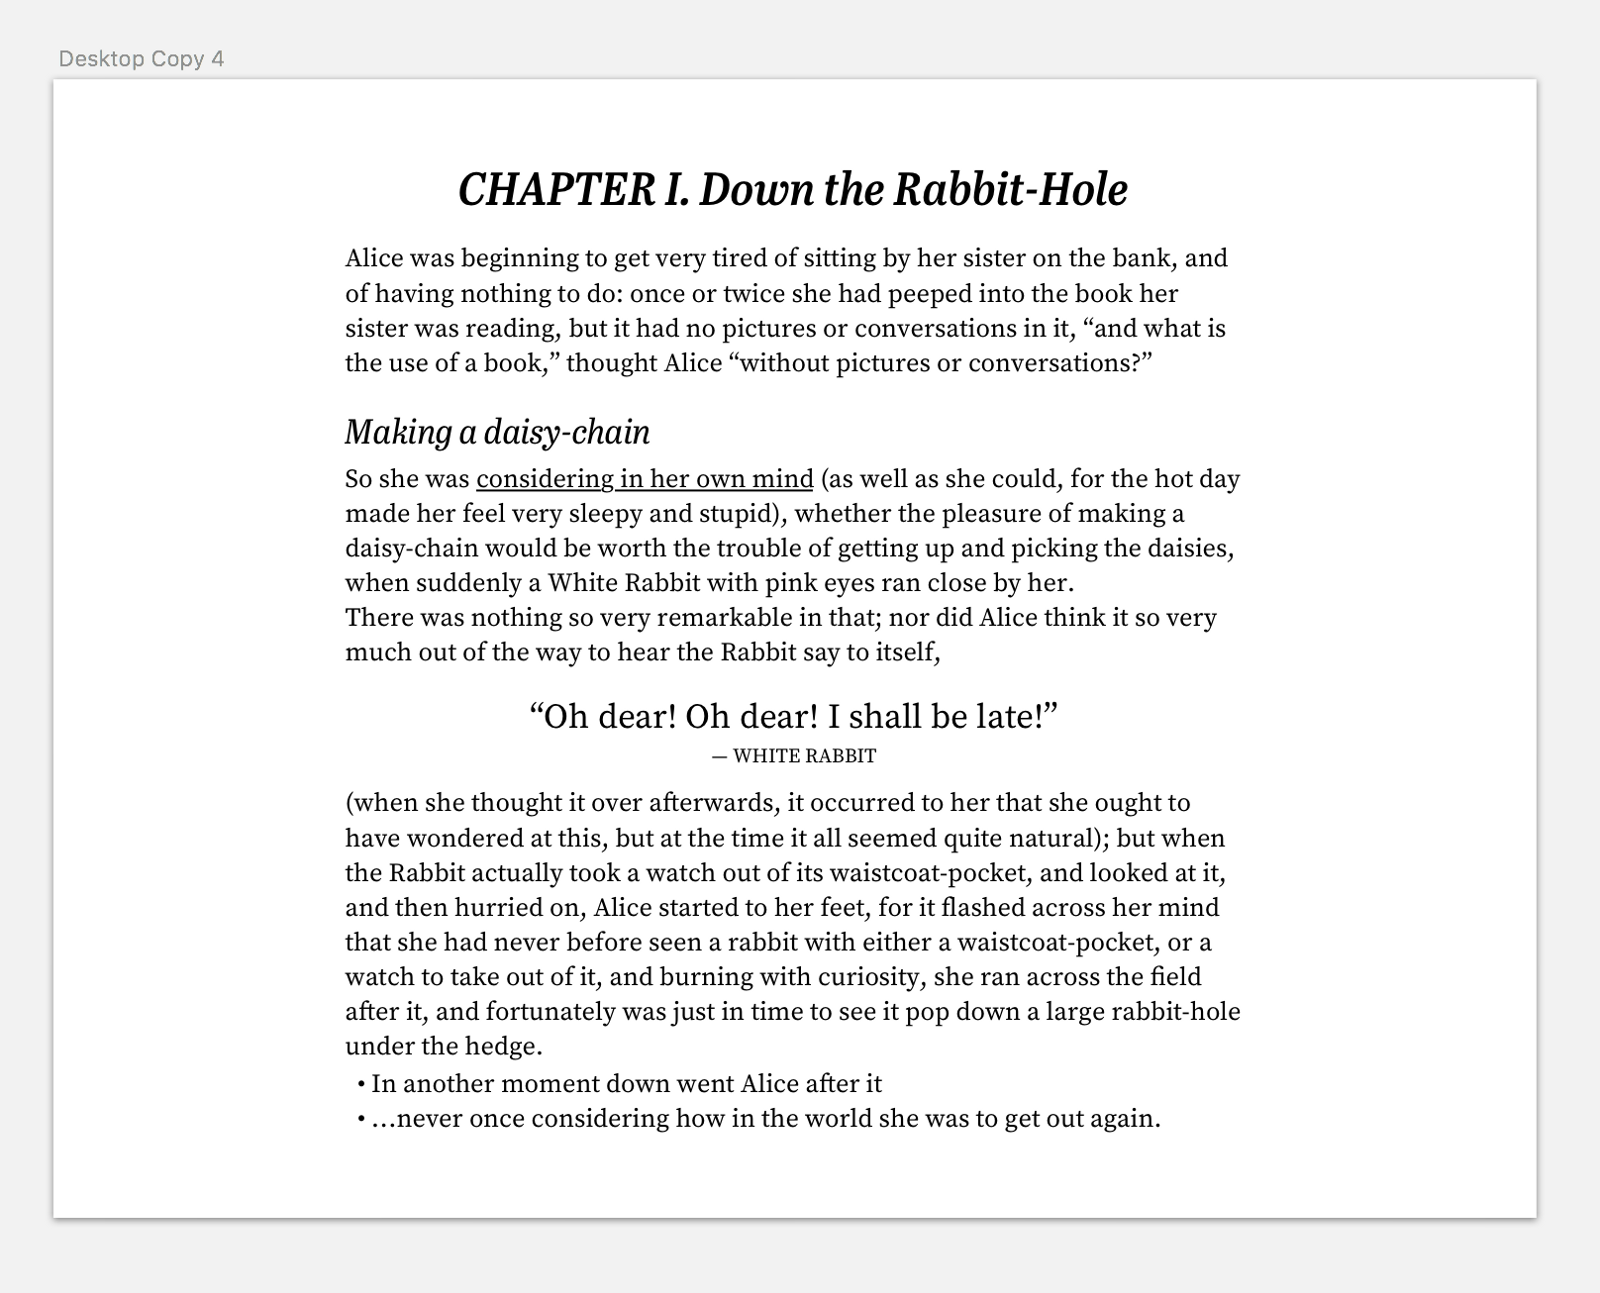 Desktop Copy 4
CHAPTER I. Down the Rabbit-Hole
Alice was beginning to get very tired of sitting by her sister on the bank, and
of having nothing to do: once or twice she had peeped into the book her
sister was reading, but it had no pictures or conversations in it, “and what is
the use of a book,” thought Alice “without pictures or conversations?”
Making a daisy-chain
So she was considering in her own mind (as well as she could, for the hot day
made her feel very sleepy and stupid), whether the pleasure of making a
daisy-chain would be worth the trouble of getting up and picking the daisies,
when suddenly a White Rabbit with pink eyes ran close by her.
There was nothing so very remarkable in that; nor did Alice think it so very
much out of the way to hear the Rabbit say to itself,
“Oh dear! Oh dear! I shall be late!”
— WHITE RABBIT
(when she thought it over afterwards, it occurred to her that she ought to
have wondered at this, but at the time it all seemed quite natural); but when
the Rabbit actually took a watch out of its waistcoat-pocket, and looked at it,
and then hurried on, Alice started to her feet, for it flashed across her mind
that she had never before seen a rabbit with either a waistcoat-pocket, or a
watch to take out of it, and burning with curiosity, she ran across the field
after it, and fortunately was just in time to see it pop down a large rabbit-hole
under the hedge.
• In another moment down went Alice after it
• …never once considering how in the world she was to get out again.